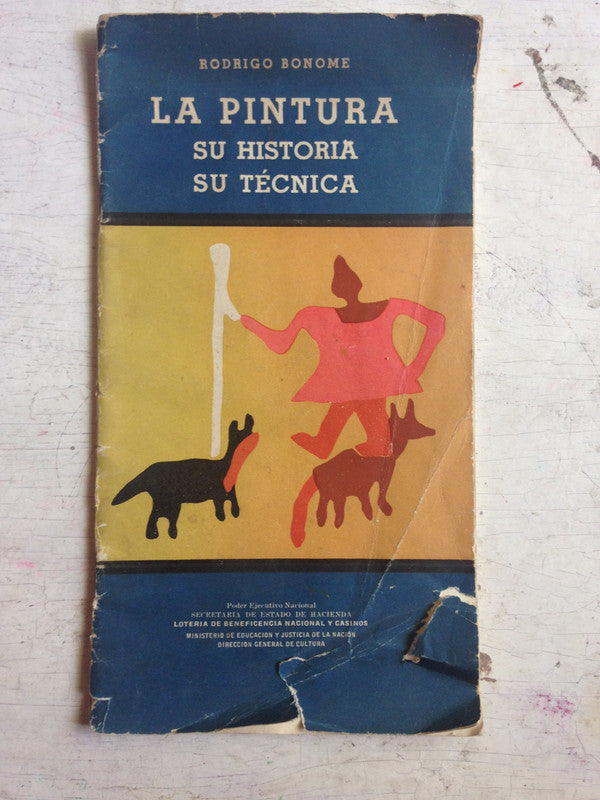 RODRIGO BONOME
LA PINTURA
SU HISTORIA
SU TÉCNICA
Poder Ejecutivo Nacional
SECRETARIA DE ESTADO DE HACIENDA
LOTERIA DE BENEFICENCIA NACIONAL Y CASINOS
MINISTERIO DE EDUCACION Y JUSTICIA DE LA NACION
DIRECCION GENERAL DE CULTURA